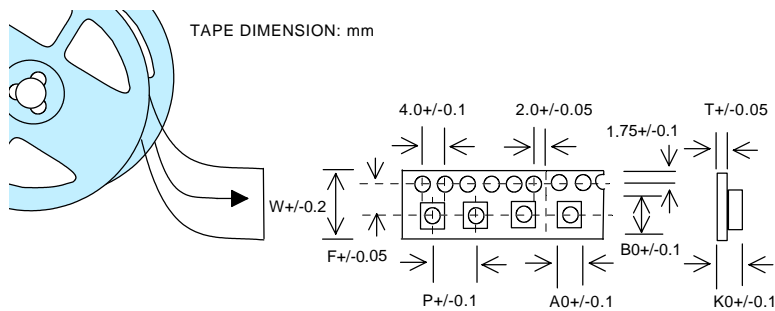 TAPE DIMENSION: mm
4.0+/-0.1
2.0+/-0.05
T+/-0.05
1.75+/-0.1
W+/-0.2
F+/-0.05
B0+/-0.1
P+/-0.1
A0+/-0.1
K0+/-0.1